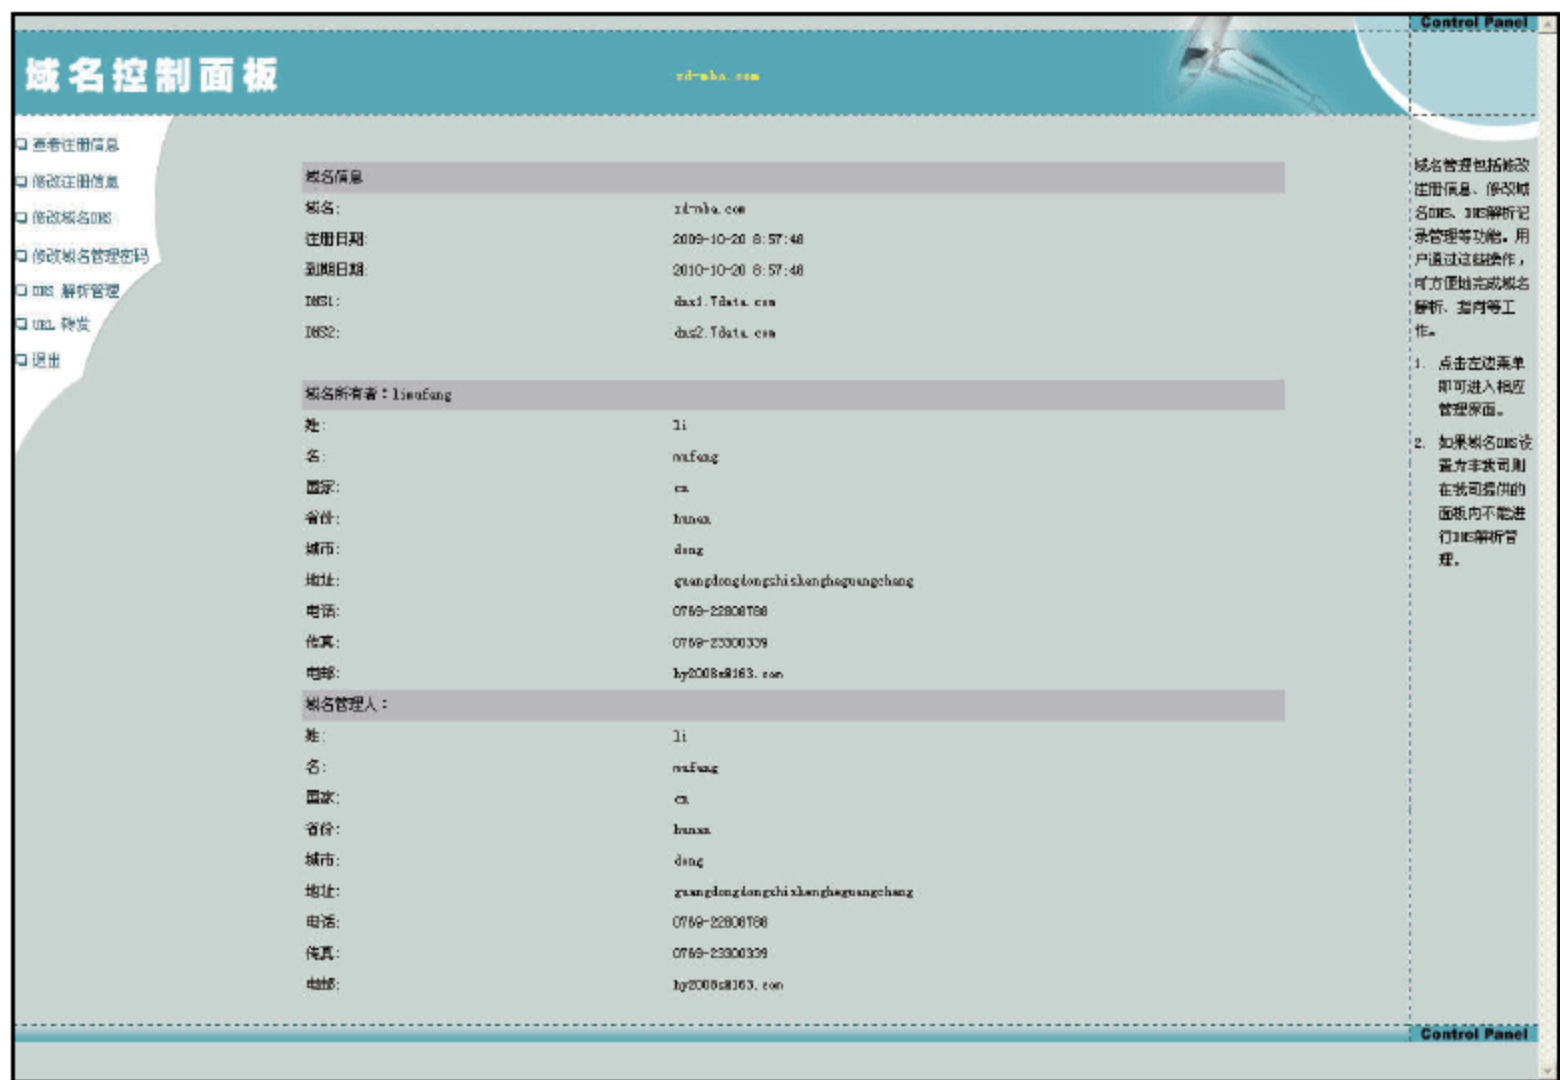 Control Panel
域名控制面板
rd-mba.com
查看注册信息
修改注册信息
修改域名DNS
修改域名管理密码
DNS 解析管理
URL 转发
退出
域名信息
域名:
rd-mba.com
注册日期:
2009-10-20 8:57:48
到期日期:
2010-10-20 8:57:48
DNS1:
dns1.7data.com
DNS2:
dns2.7data.com
域名所有者：liwufang
姓:
li
名:
wufang
国家:
cn
省份:
hunan
城市:
dong
地址:
guangdongdongshishangheguangchang
电话:
传真:
0769-23300339
电邮:
域名管理人：
姓:
li
名:
wufang
国家:
cn
省份:
hunan
城市:
dong
地址:
guangdongdongshishangheguangchang
电话:
传真:
0769-23300339
电邮:
域名管理包括修改
注册信息、修改域
名DNS、DNS解析记
录管理等功能。用
户通过这些操作，
可方便地完成域名
解析、指向等工
作。
1. 点击左边菜单
即可进入相应
管理界面。
2. 如果域名DNS设
置为非我司则
在我司提供的
面板内不能进
行DNS解析管
理。
Control Panel